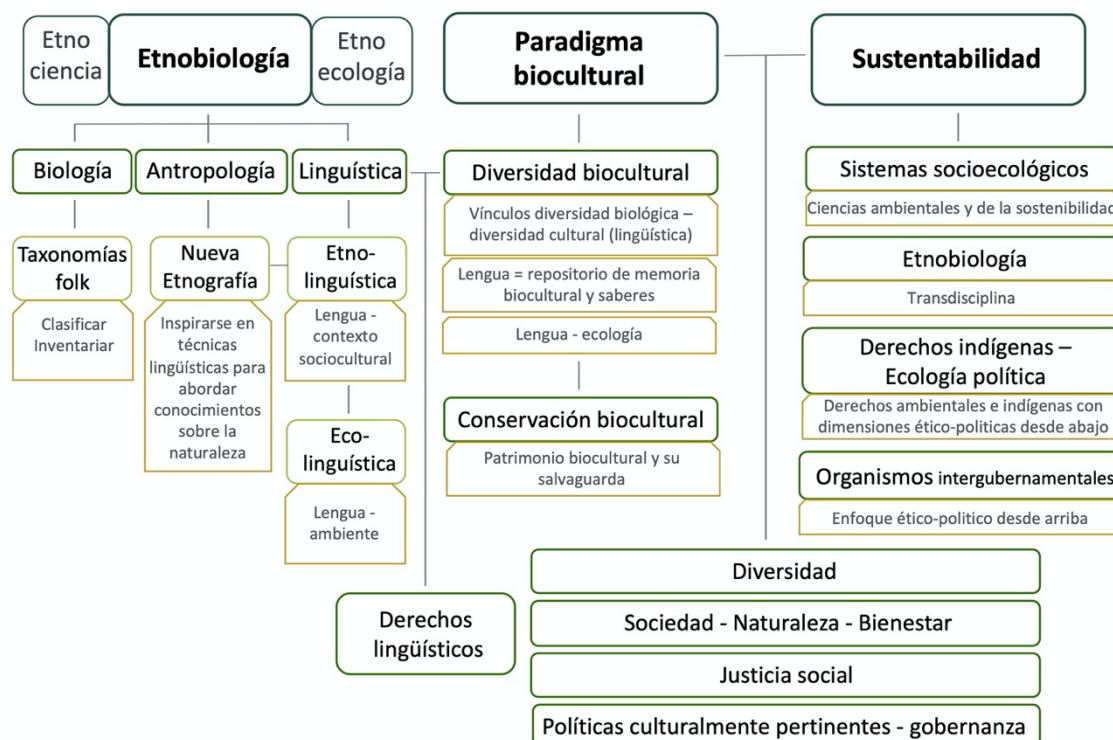 Etno
ciencia
Etnobiología
Etno
ecología
Biología
Antropología
Linguística
Taxonomías
folk
Clasificar
Inventariar
Nueva
Etnografía
Inspirarse en
técnicas
lingüísticas para
abordar
conocimientos
sobre la
naturaleza
Etno-
linguística
Lengua -
contexto
sociocultural
Eco-
linguística
Lengua -
ambiente
Paradigma
biocultural
Diversidad biocultural
Vínculos diversidad biológica –
diversidad cultural (lingüística)
Lengua = repositorio de memoria
biocultural y saberes
Lengua - ecología
Conservación biocultural
Patrimonio biocultural y su
salvaguarda
Sustentabilidad
Sistemas socioecológicos
Ciencias ambientales y de la sostenibilidad
Etnobiología
Transdisciplina
Derechos indígenas –
Ecología política
Derechos ambientales e indígenas con
dimensiones ético-politicas desde abajo
Organismos intergubernamentales
Enfoque ético-politico desde arriba
Derechos
lingüísticos
Diversidad
Sociedad - Naturaleza - Bienestar
Justicia social
Políticas culturalmente pertinentes - gobernanza